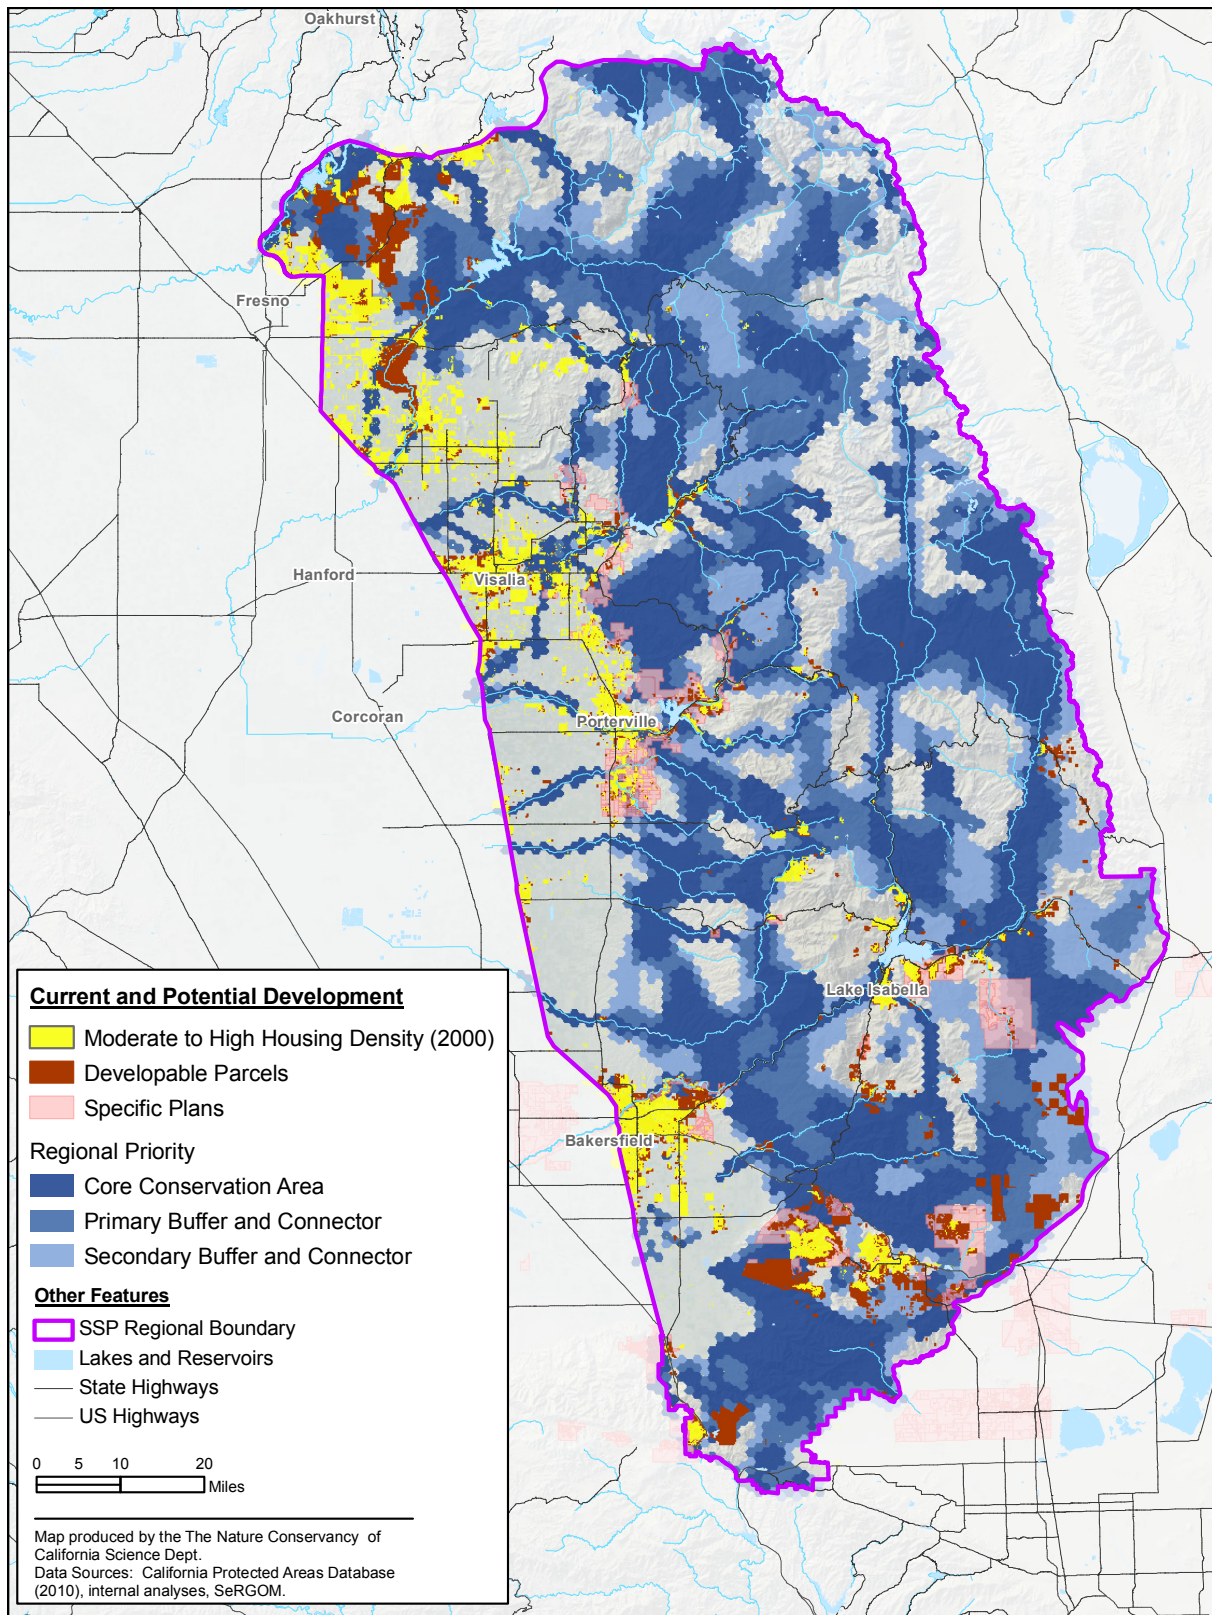 Oakhurst
Fresno
Hanford
Visalia
Corcoran
Porterville
Lake Isabella
Bakersfield
Current and Potential Development
Moderate to High Housing Density (2000)
Developable Parcels
Specific Plans
Regional Priority
Core Conservation Area
Primary Buffer and Connector
Secondary Buffer and Connector
Other Features
SSP Regional Boundary
Lakes and Reservoirs
State Highways
US Highways
0 5 10 20
Miles
Map produced by the The Nature Conservancy of
California Science Dept.
Data Sources: California Protected Areas Database
(2010), internal analyses, SeRGOM.